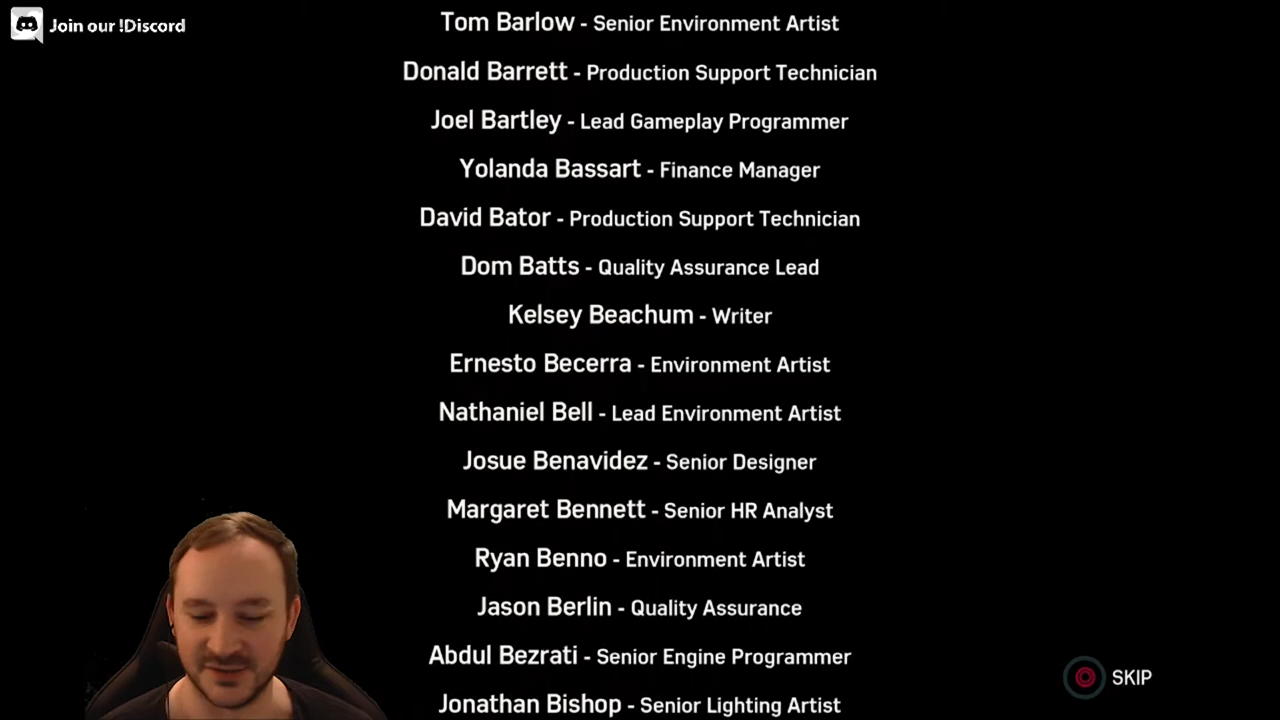 Join our !Discord
Tom Barlow - Senior Environment Artist
Donald Barrett - Production Support Technician
Joel Bartley - Lead Gameplay Programmer
Yolanda Bassart - Finance Manager
David Bator - Production Support Technician
Dom Batts - Quality Assurance Lead
Kelsey Beachum - Writer
Ernesto Becerra - Environment Artist
Nathaniel Bell - Lead Environment Artist
Josue Benavidez - Senior Designer
Margaret Bennett - Senior HR Analyst
Ryan Benno - Environment Artist
Jason Berlin - Quality Assurance
Abdul Bezrati - Senior Engine Programmer
Jonathan Bishop - Senior Lighting Artist
SKIP